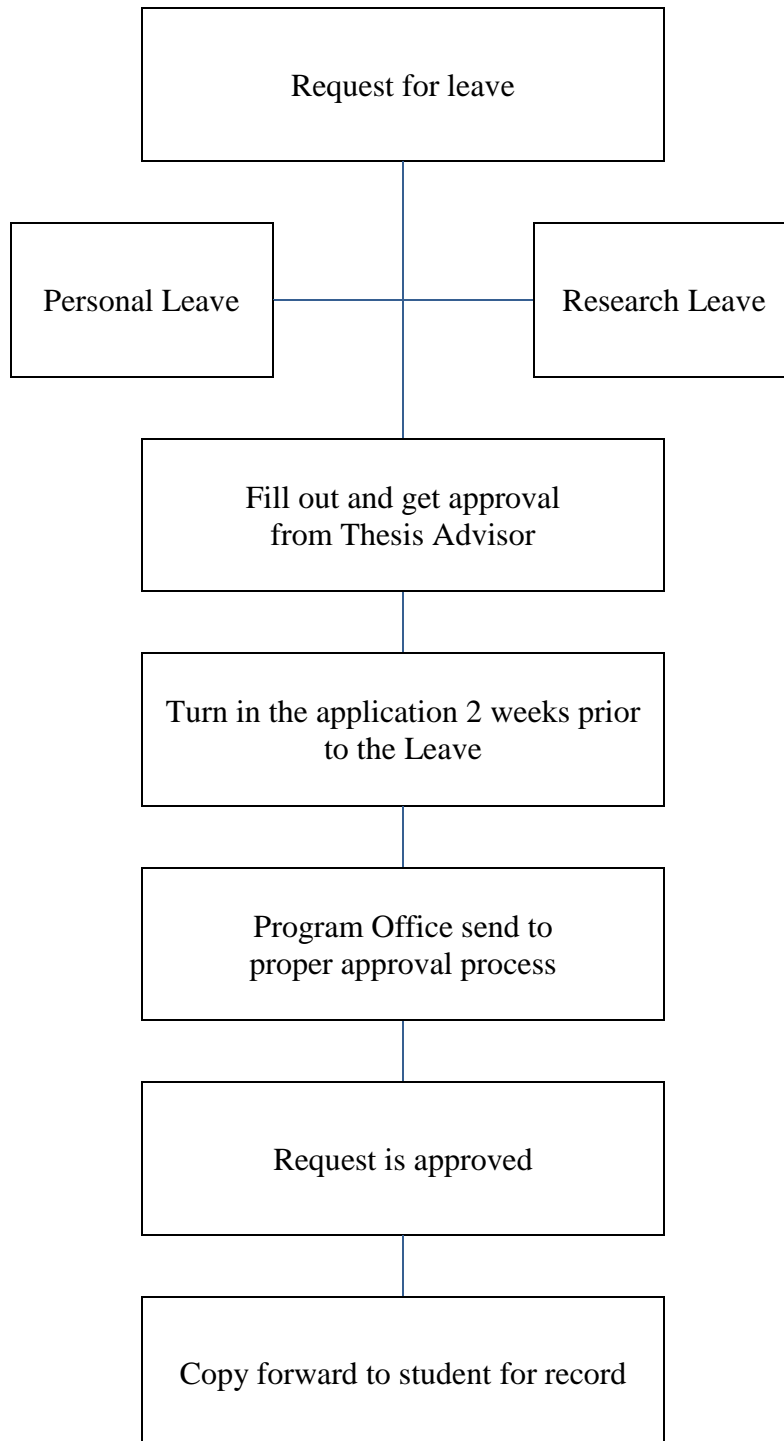 Request for leave
Personal Leave
Research Leave
Fill out and get approval
from Thesis Advisor
Turn in the application 2 weeks prior
to the Leave
Program Office send to
proper approval process
Request is approved
Copy forward to student for record